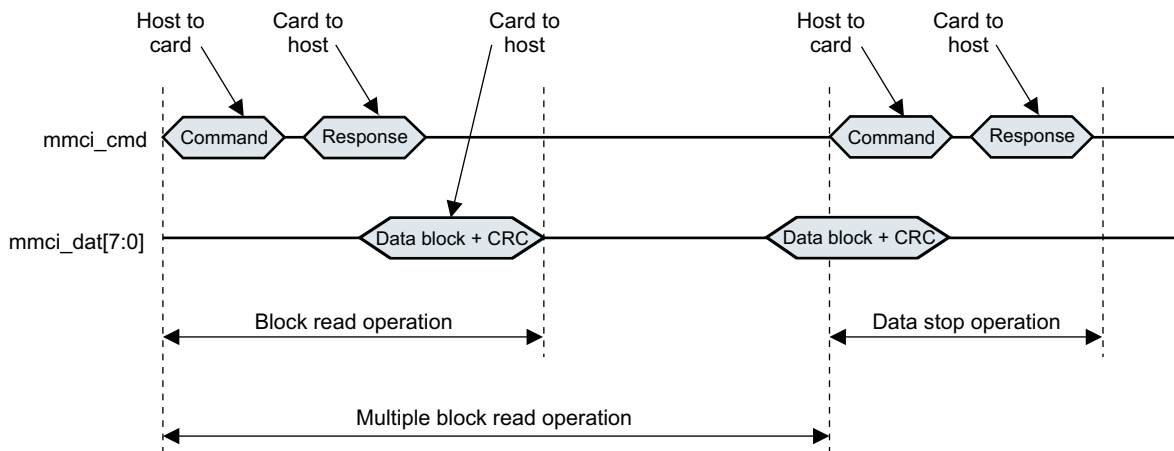 Host to
card
Card to
host
Card to
host
Host to
card
Card to
host
mmci_cmd
Command
Response
Command
Response
mmci_dat[7:0]
Data block + CRC
Data block + CRC
Block read operation
Data stop operation
Multiple block read operation